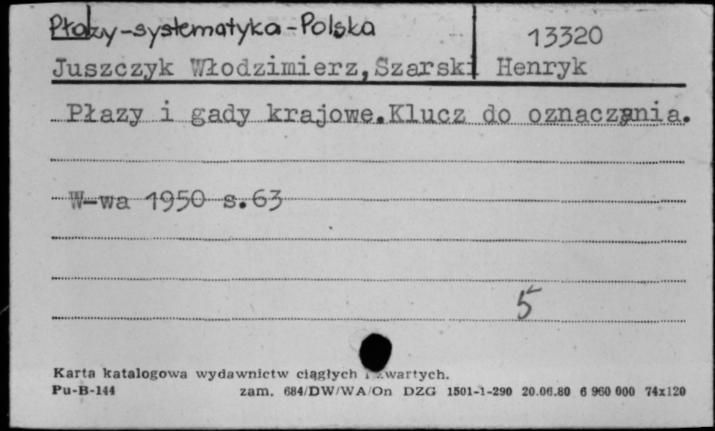 Płazy-systematyka-Polska
13320
Juszczyk Włodzimierz,Szarski Henryk
Płazy i gady krajowe.Klucz do oznaczania.
W-wa 1950 s.63
5
Karta katalogowa wydawnictw ciągłych i zwartych.
Pu-B-144 zam. 684/DW/WA/On DZG 1501-1-290 20.06.80 6 960 000 74x120